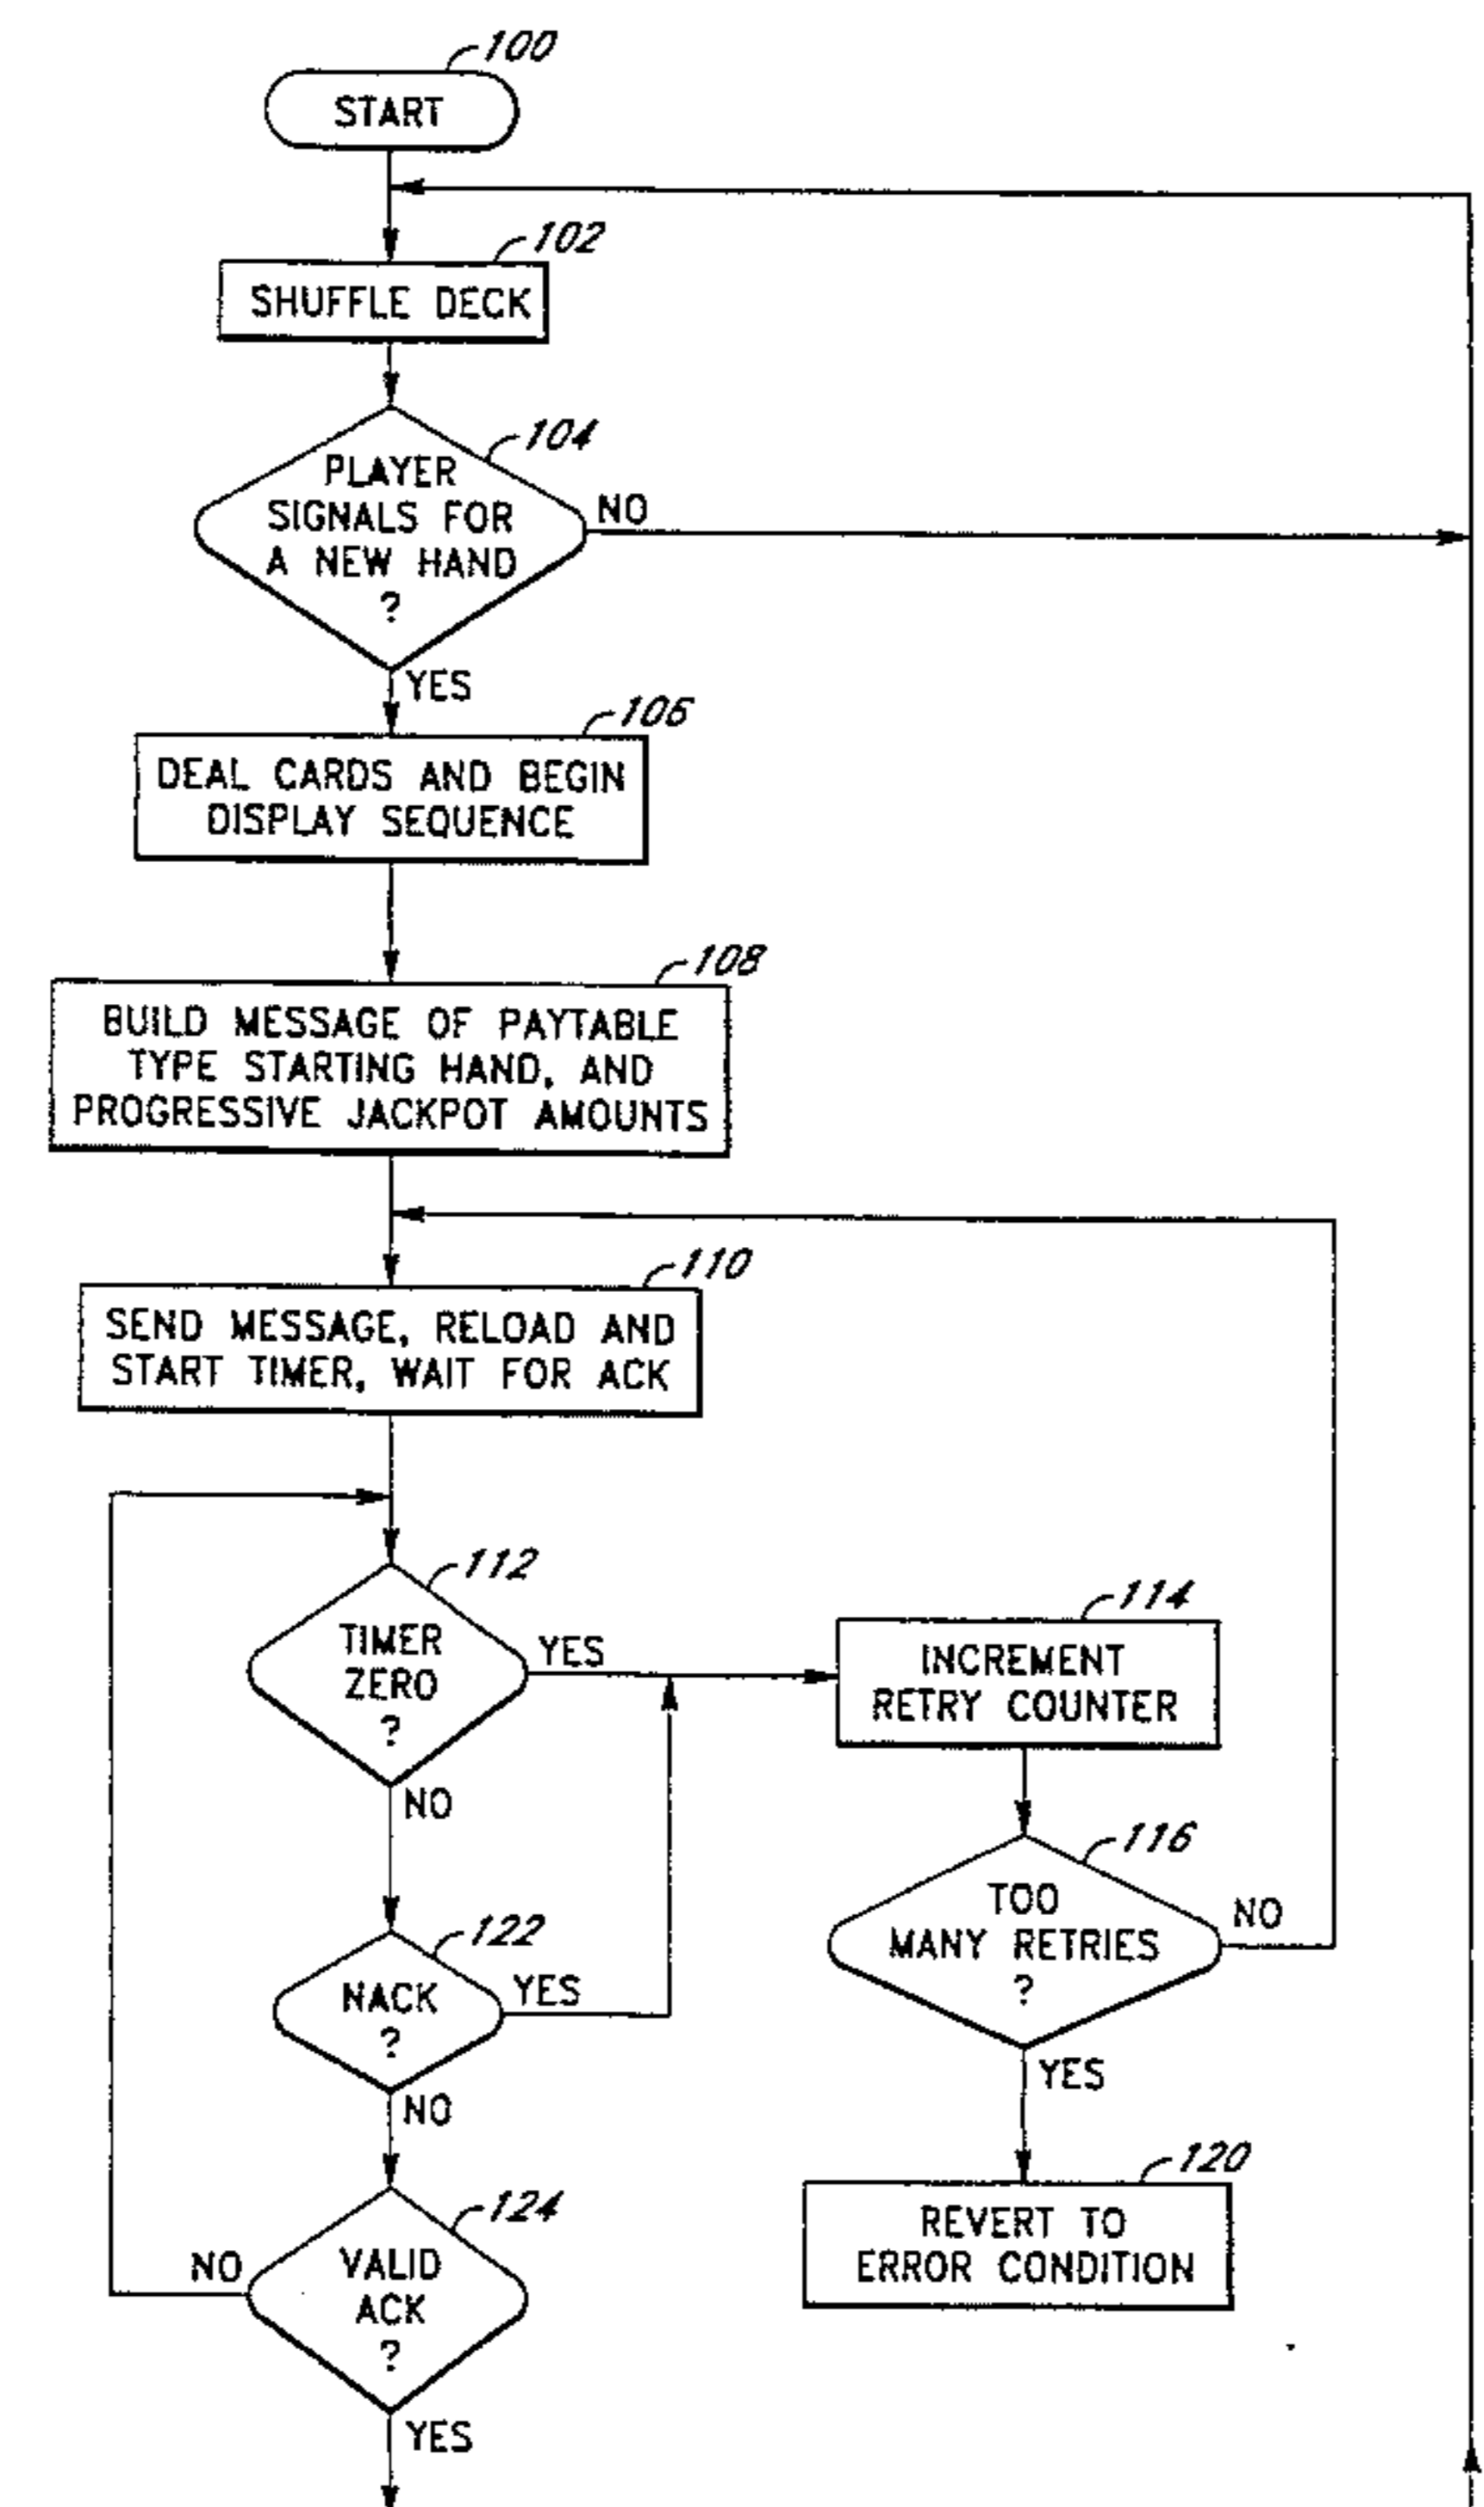 100
START
102
SHUFFLE DECK
104
PLAYER
SIGNALS FOR
A NEW HAND
?
NO
YES
106
DEAL CARDS AND BEGIN
DISPLAY SEQUENCE
108
BUILD MESSAGE OF PAYTABLE
TYPE STARTING HAND, AND
PROGRESSIVE JACKPOT AMOUNTS
110
SEND MESSAGE, RELOAD AND
START TIMER, WAIT FOR ACK
112
TIMER
ZERO
?
YES
NO
114
INCREMENT
RETRY COUNTER
116
TOO
MANY RETRIES
?
NO
YES
122
NACK
?
YES
NO
120
REVERT TO
ERROR CONDITION
124
VALID
ACK
?
NO
YES